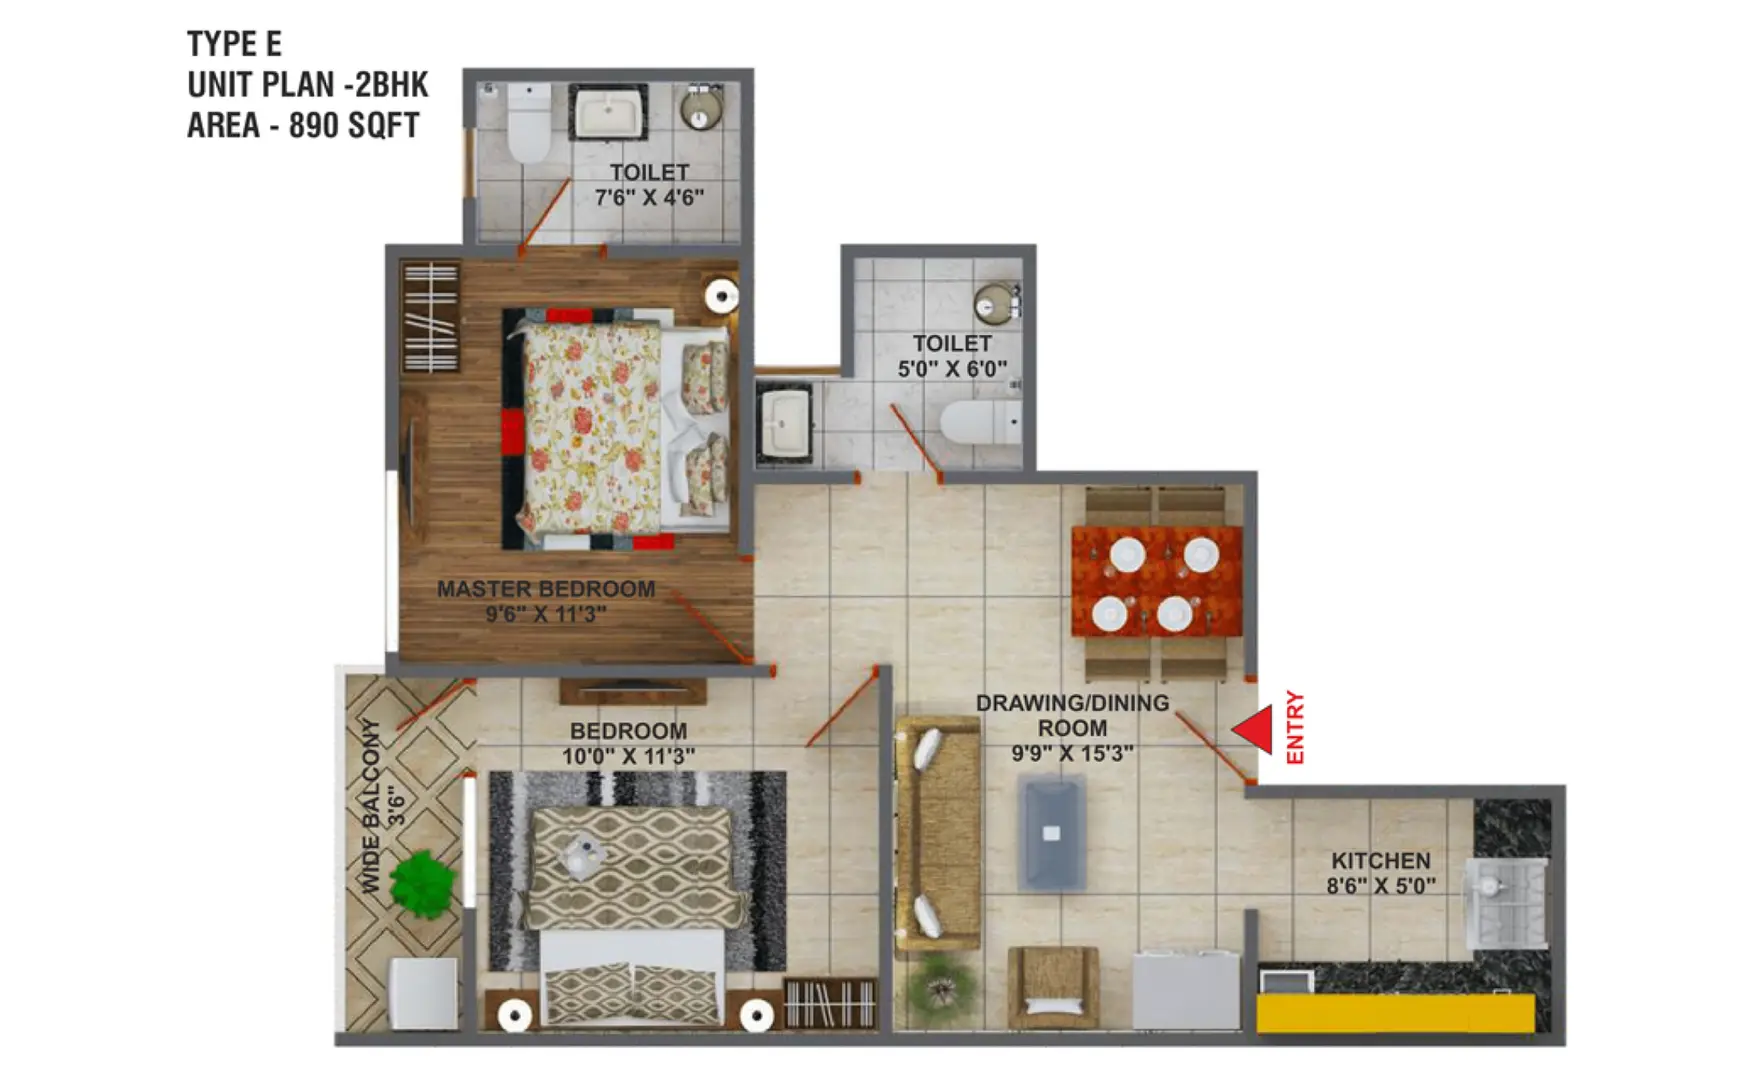 TYPE E
UNIT PLAN -2BHK
AREA - 890 SQFT
TOILET
7'6" X 4'6"
TOILET
5'0" X 6'0"
MASTER BEDROOM
9'6" X 11'3"
BEDROOM
10'0" X 11'3"
WIDE BALCONY
3'6"
DRAWING/DINING
ROOM
9'9" X 15'3"
ENTRY
KITCHEN
8'6" X 5'0"